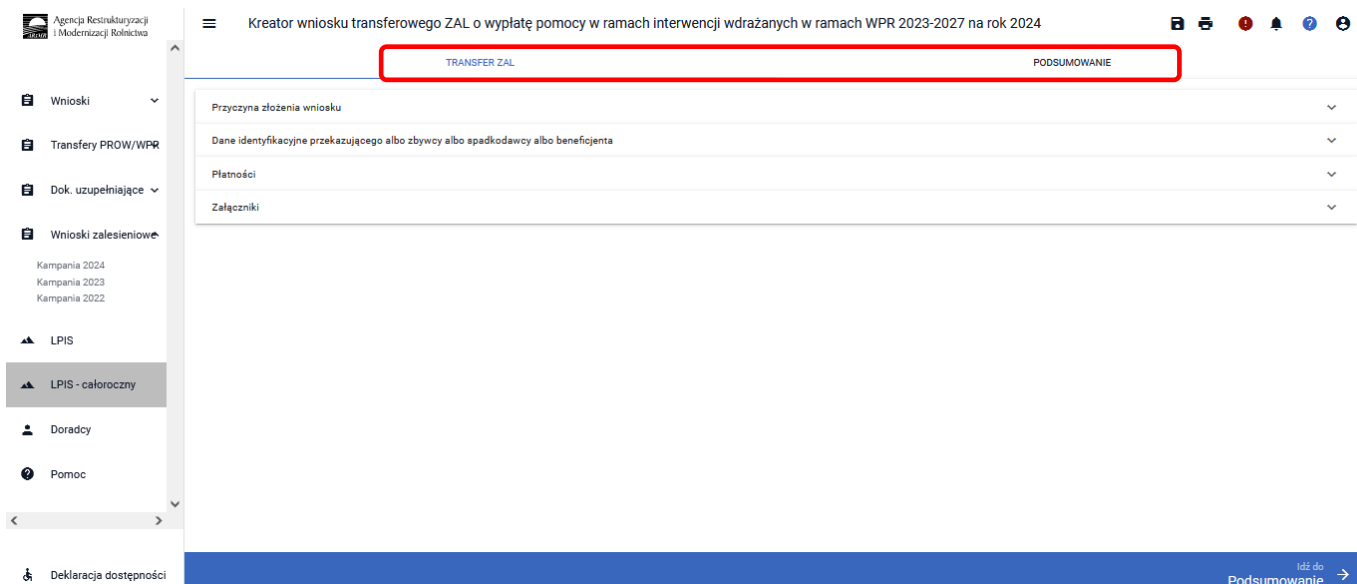 Agencja Restrukturyzacji
i Modernizacji Rolnictwa
Kreator wniosku transferowego ZAL o wypłatę pomocy w ramach interwencji wdrażanych w ramach WPR 2023-2027 na rok 2024
TRANSFER ZAL
PODSUMOWANIE
Wnioski
Transfery PROW/WPR
Dok. uzupełniające
Wnioski zalesieniowe
Kampania 2024
Kampania 2023
Kampania 2022
LPIS
LPIS - całoroczny
Doradcy
Pomoc
Deklaracja dostępności
Przyczyna złożenia wniosku
Dane identyfikacyjne przekazującego albo zbywcy albo spadkodawcy albo beneficjenta
Płatności
Załączniki
Idź do
Podsumowanie